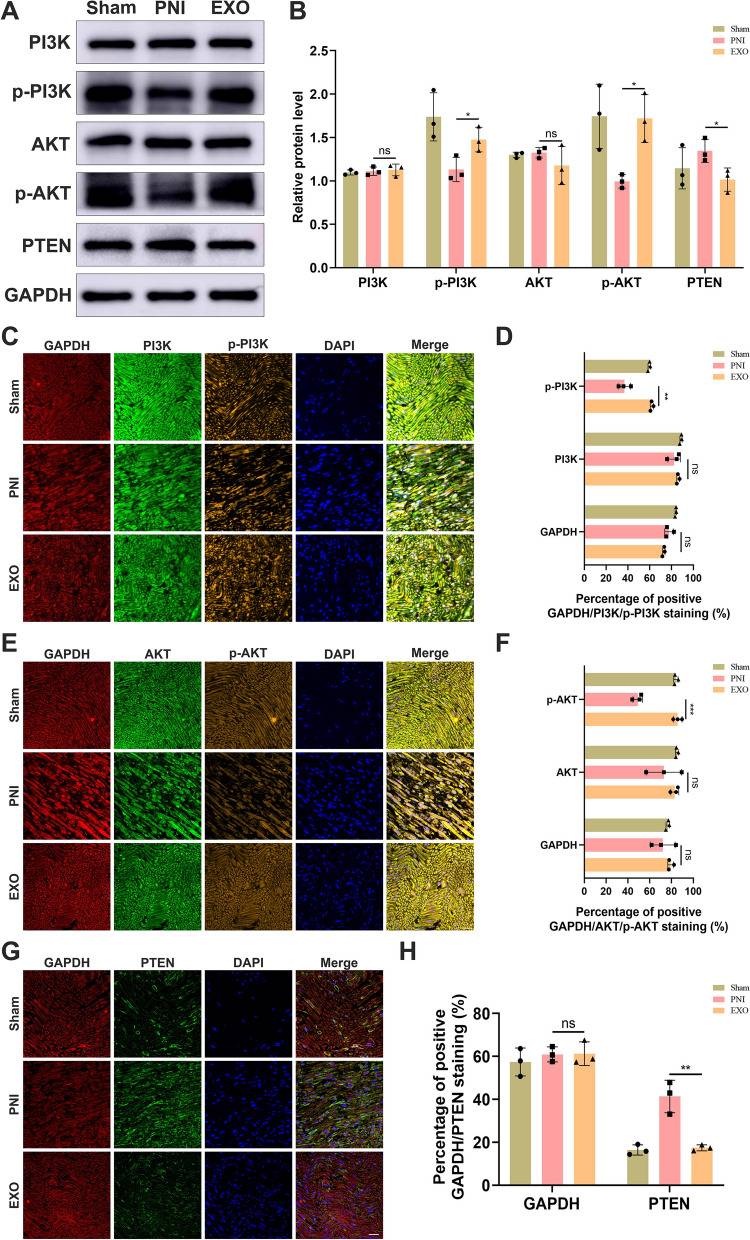 A
Sham PNI EXO
PI3K
p-PI3K
AKT
p-AKT
PTEN
GAPDH
B
Sham
PNI
EXO
Relative protein level
2.5
2.0
1.5
1.0
0.5
0.0
ns
*
ns
*
*
PI3K p-PI3K AKT p-AKT PTEN
C
GAPDH PI3K p-PI3K DAPI Merge
Sham
PNI
EXO
D
Sham
PNI
EXO
p-PI3K
**
PI3K
ns
GAPDH
ns
0 20 40 60 80 100
Percentage of positive
GAPDH/PI3K/p-PI3K staining (%)
E
GAPDH AKT p-AKT DAPI Merge
Sham
PNI
EXO
F
Sham
PNI
EXO
p-AKT
***
AKT
ns
GAPDH
ns
0 20 40 60 80 100
Percentage of positive
GAPDH/AKT/p-AKT staining (%)
G
GAPDH PTEN DAPI Merge
Sham
PNI
EXO
H
Sham
PNI
EXO
Percentage of positive
GAPDH/PTEN staining (%)
80
60
40
20
0
ns
**
GAPDH PTEN